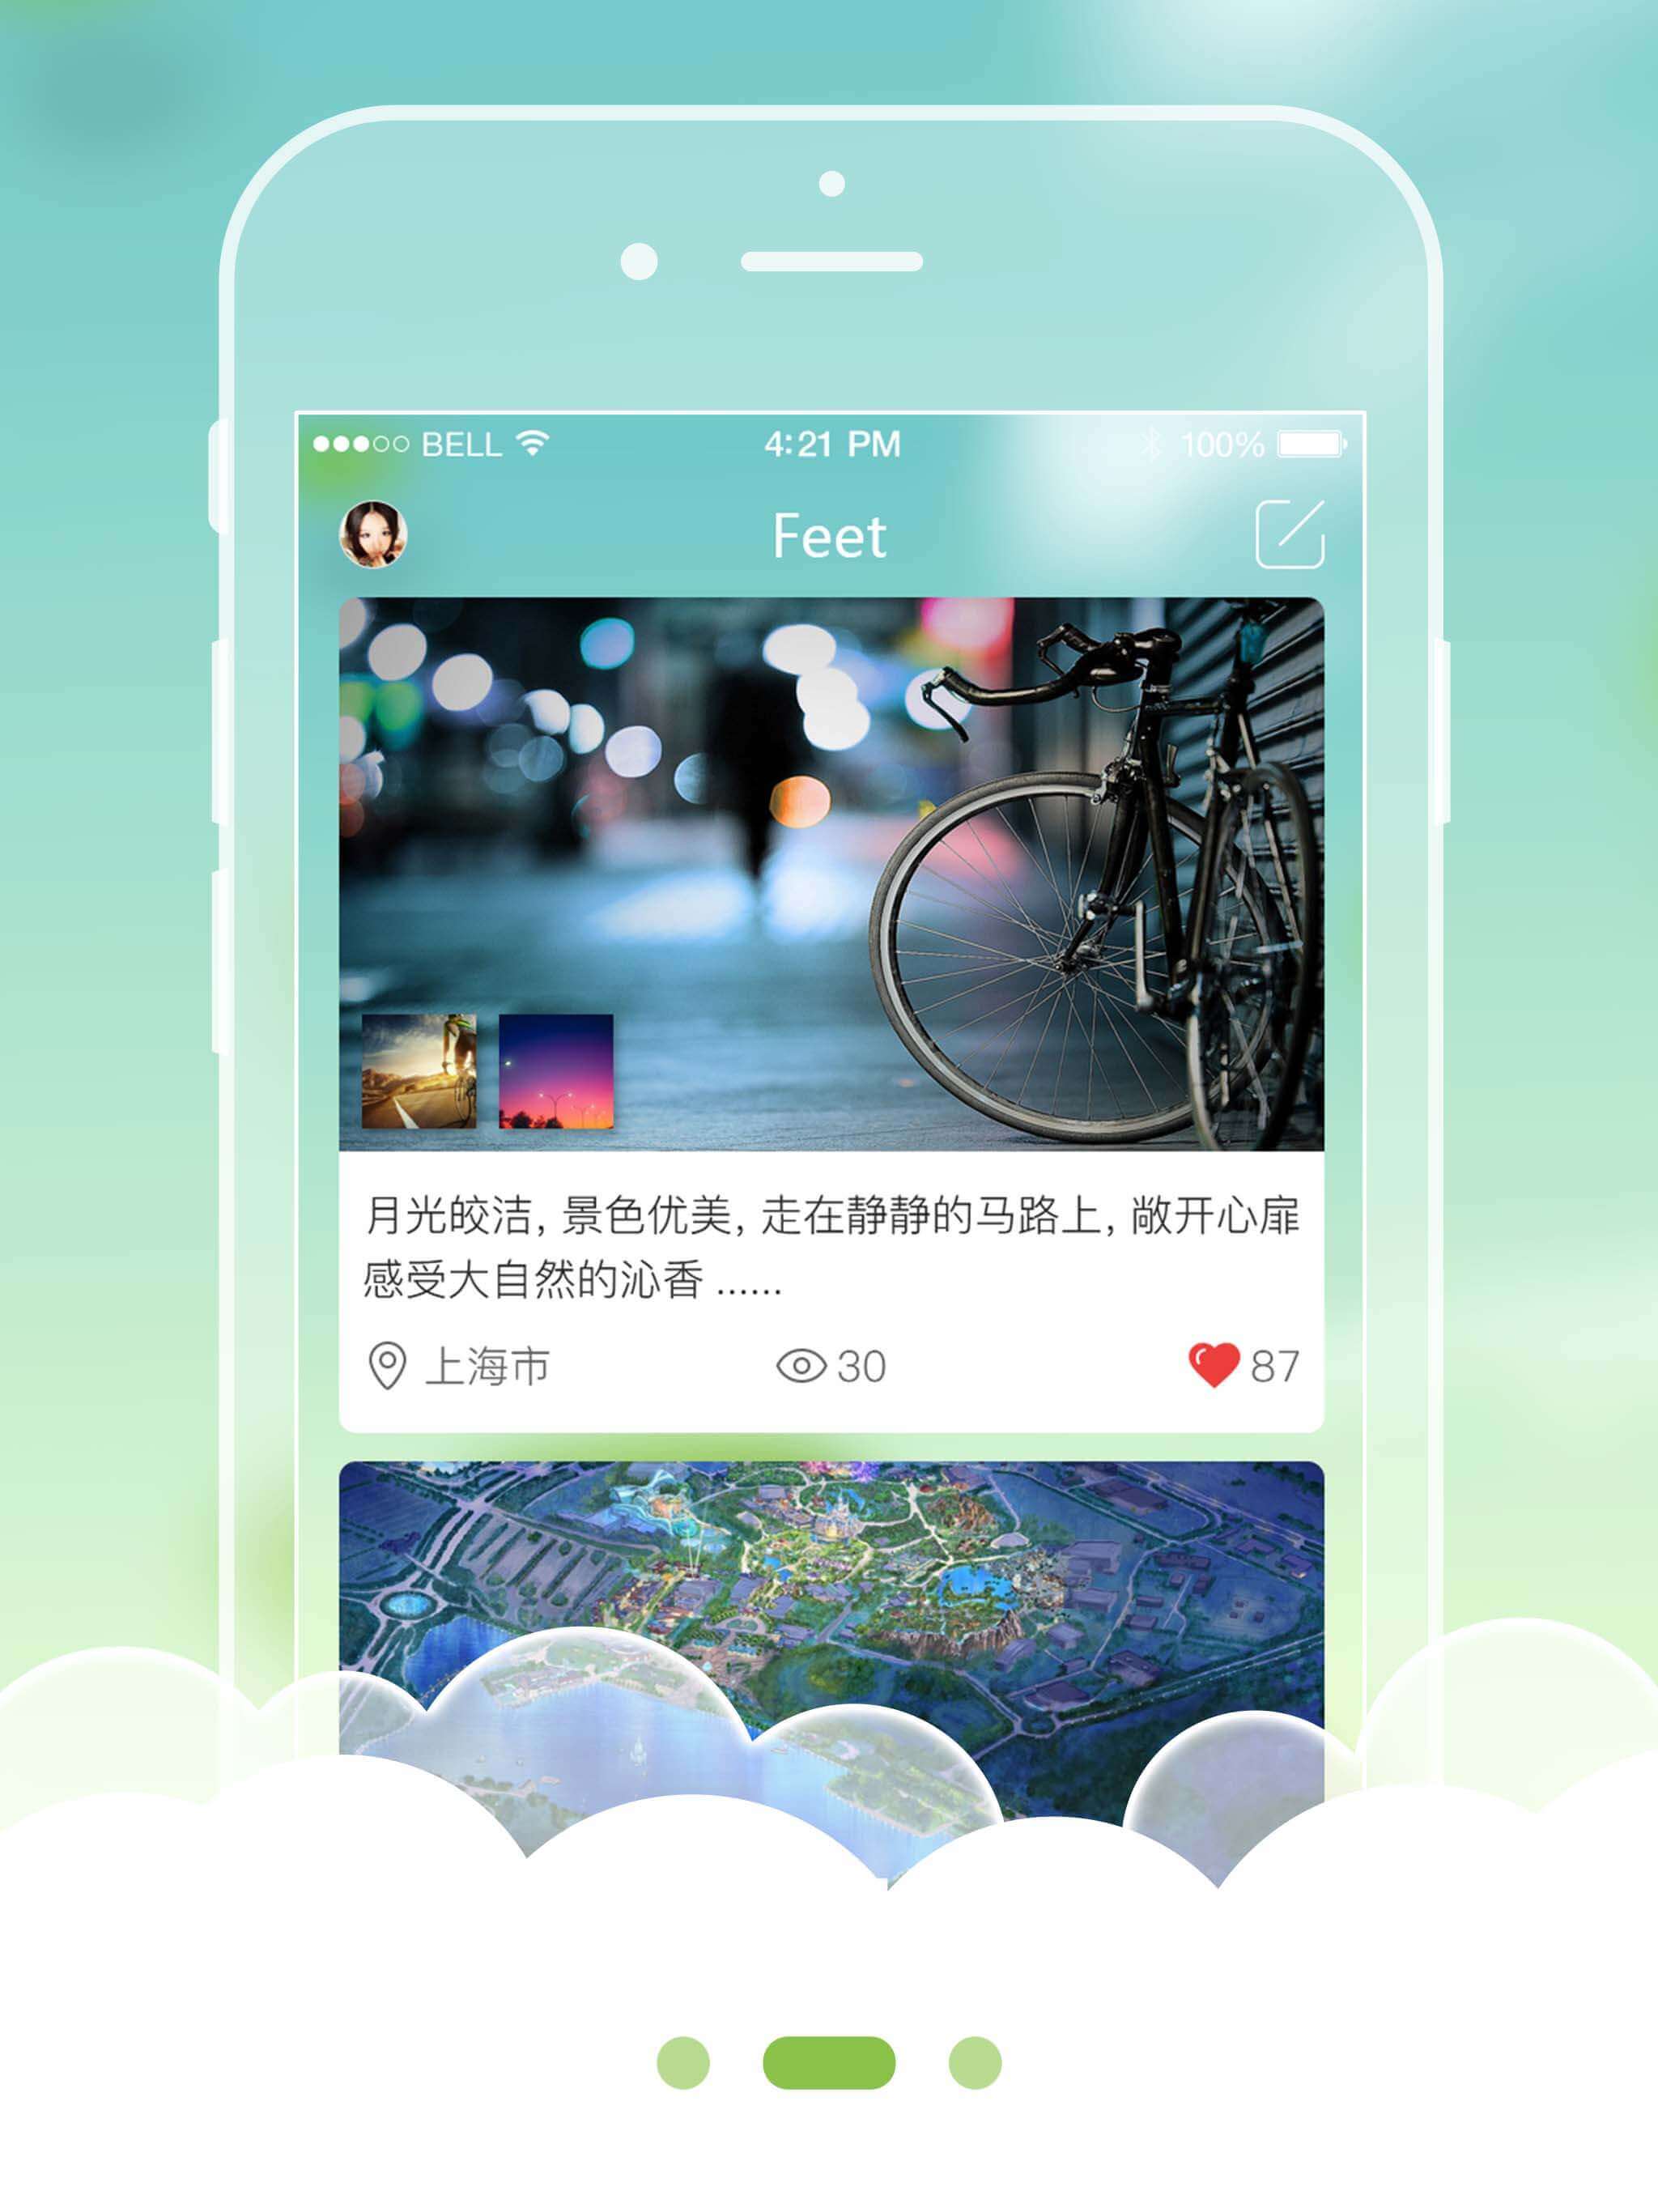 BELL 4:21 PM 100%
Feet
月光皎洁, 景色优美, 走在静静的马路上, 敞开心扉
感受大自然的沁香 ......
上海市 30 87